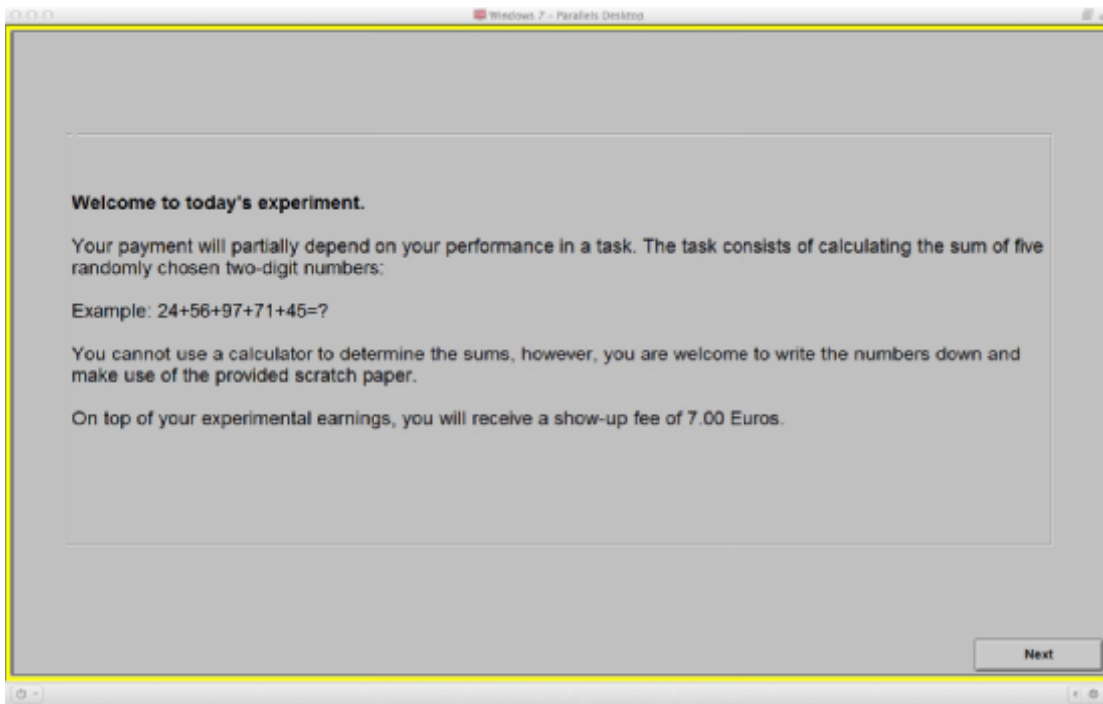 Windows 7 - Parallels Desktop
Welcome to today's experiment.
Your payment will partially depend on your performance in a task. The task consists of calculating the sum of five
randomly chosen two-digit numbers:
Example: 24+56+97+71+45=?
You cannot use a calculator to determine the sums, however, you are welcome to write the numbers down and
make use of the provided scratch paper.
On top of your experimental earnings, you will receive a show-up fee of 7.00 Euros.
Next